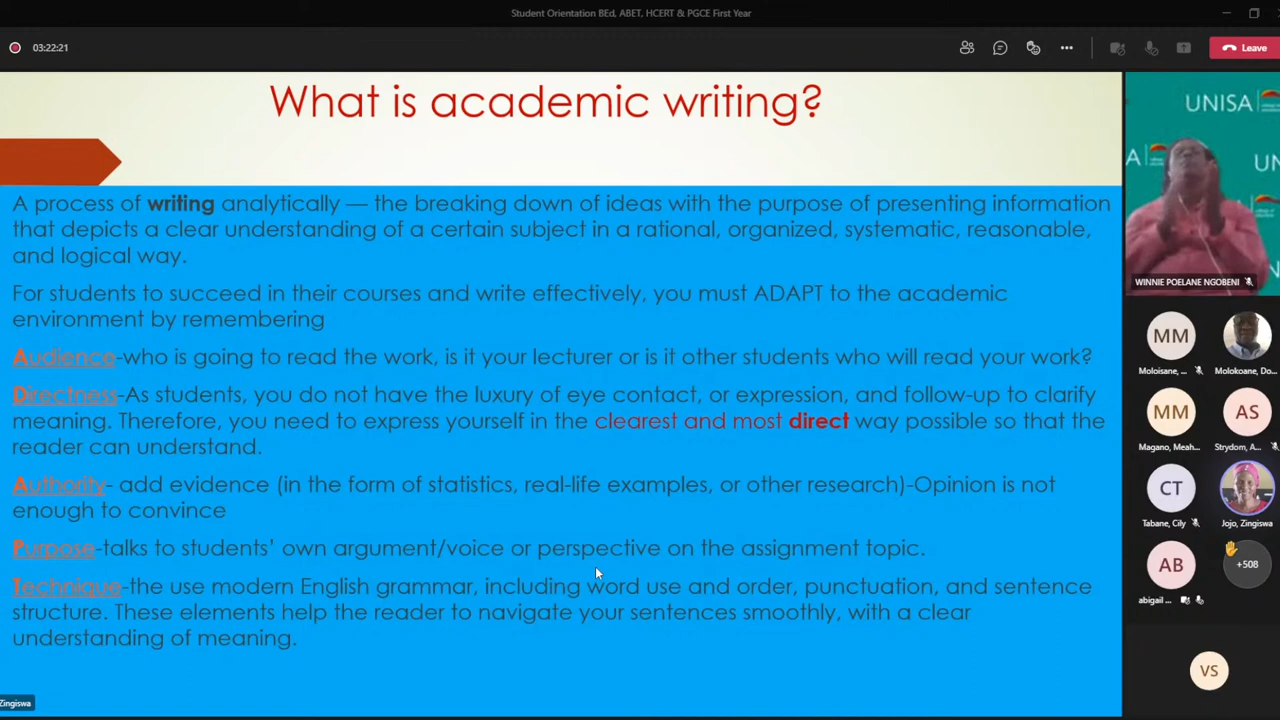 Student Orientation BEd, ABET, HCERT & PGCE First Year
03:22:21
Leave
What is academic writing?
A process of writing analytically — the breaking down of ideas with the purpose of presenting information
that depicts a clear understanding of a certain subject in a rational, organized, systematic, reasonable,
and logical way.
For students to succeed in their courses and write effectively, you must ADAPT to the academic
environment by remembering
Audience-who is going to read the work, is it your lecturer or is it other students who will read your work?
Directness-As students, you do not have the luxury of eye contact, or expression, and follow-up to clarify
meaning. Therefore, you need to express yourself in the clearest and most direct way possible so that the
reader can understand.
Authority- add evidence (in the form of statistics, real-life examples, or other research)-Opinion is not
enough to convince
Purpose-talks to students’ own argument/voice or perspective on the assignment topic.
Technique-the use modern English grammar, including word use and order, punctuation, and sentence
structure. These elements help the reader to navigate your sentences smoothly, with a clear
understanding of meaning.
Zingiswa
UNISA
A UN
UNISA
WINNIE POELANE NGOBENI
MM
Moloisane, ...
Molokoane, Do...
MM
Magano, Meah...
AS
Strydom, A...
CT
Tabane, Cily
Jojo, Zingiswa
AB
abigail
+508
VS